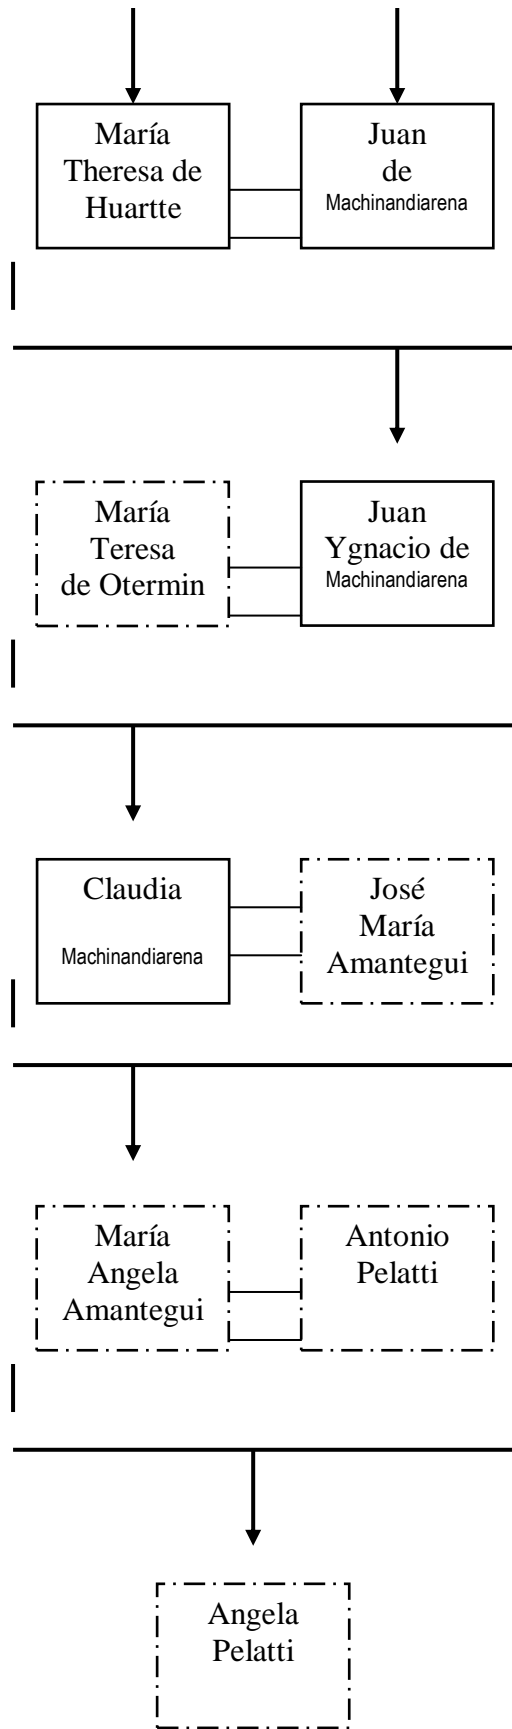 María
Theresa de
Huartte
Juan
de
Machinandiarena
María
Teresa
de Otermin
Juan
Ygnacio de
Machinandiarena
Claudia
Machinandiarena
José
María
Amantegui
María
Angela
Amantegui
Antonio
Pelatti
Angela
Pelatti